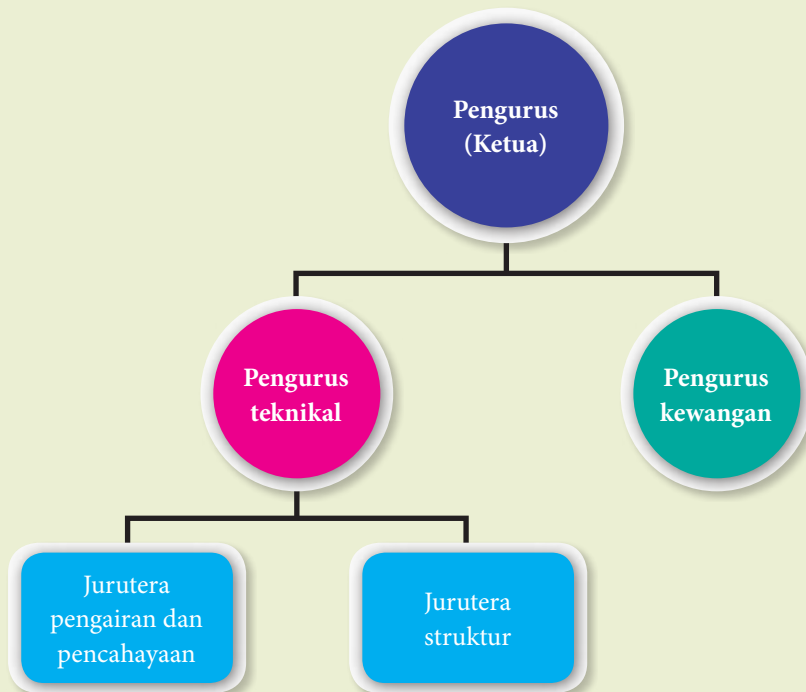 Pengurus
(Ketua)
Pengurus
teknikal
Pengurus
kewangan
Jurutera
pengairan dan
pencahayaan
Jurutera
struktur